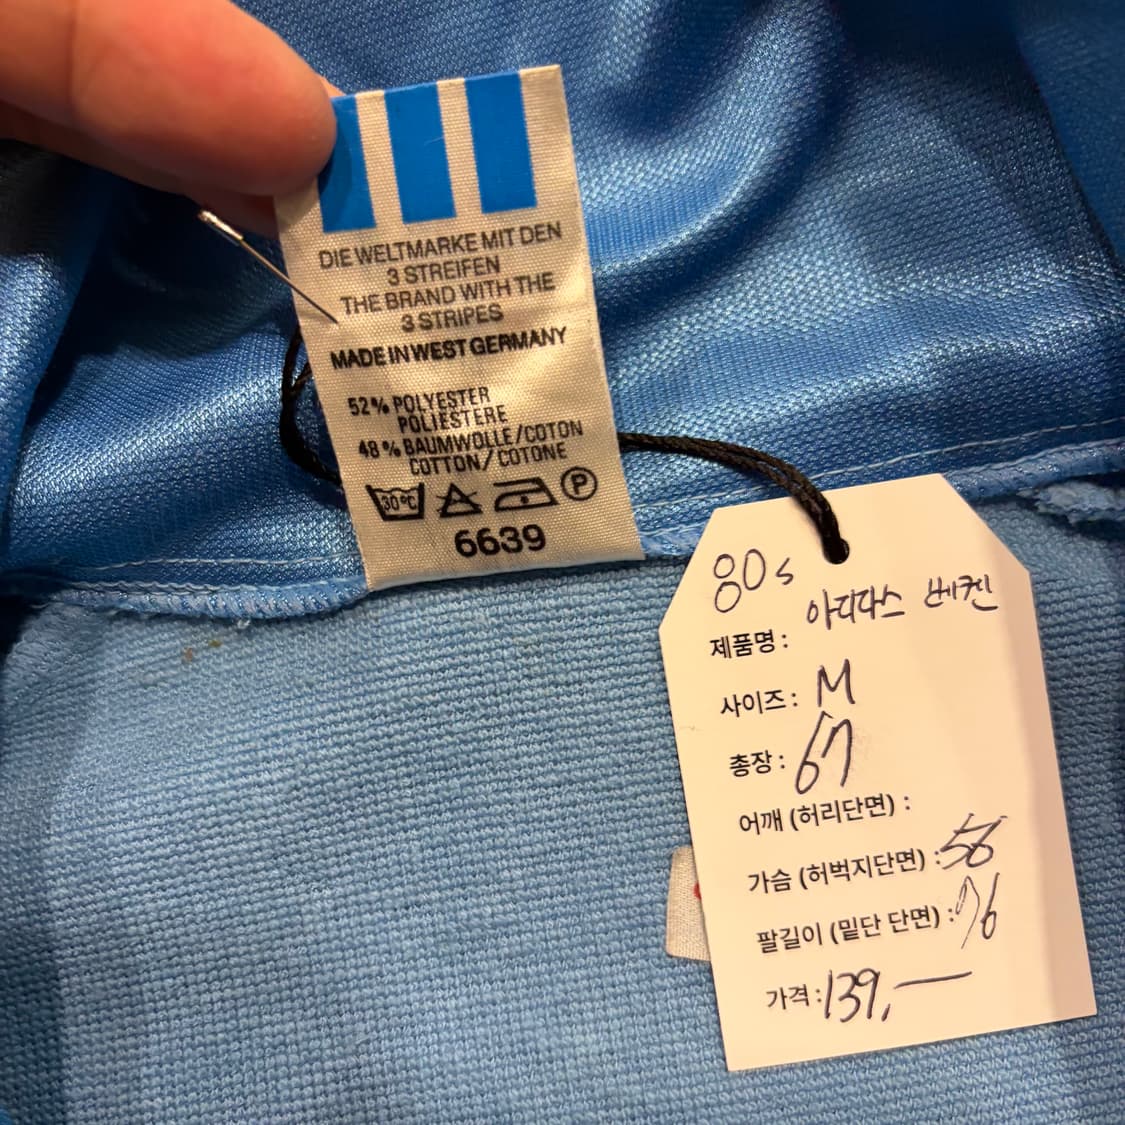 DIE WELTMARKE MIT DEN
3 STREIFEN
THE BRAND WITH THE
3 STRIPES
MADE IN WEST GERMANY
52% POLYESTER
POLIESTERE
48% BAUMWOLLE/COTON
COTTON/COTONE
30°C P
6639
80s
제품명 : 아디다스 베켄
사이즈 : M
총장 : 67
어깨 (허리단면) :
가슴 (허벅지단면) : 56
팔길이 (밑단 단면) : 76
가격 : 139,-